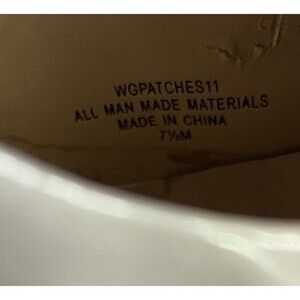 WGPATCHES11
ALL MAN MADE MATERIALS
MADE IN CHINA
7½M